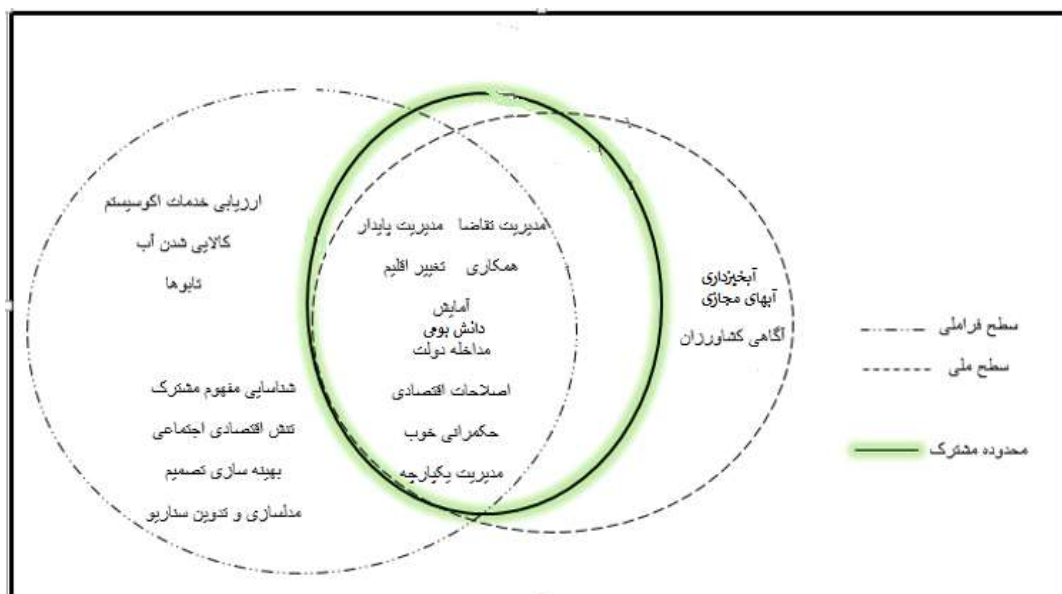 ارزیابی خدمات اکوسیستم
کالایی شدن آب
تابوها
شناسایی مفهوم مشترک
تنش اقتصادی اجتماعی
بهینه سازی تصمیم
مدلسازی و تدوین سناریو
مدیریت تقاضا مدیریت پایدار
همکاری تغییر اقلیم
آمایش
دانش بومی
مداخله دولت
اصلاحات اقتصادی
حکمرانی خوب
مدیریت یکپارچه
آبخیزداری
آبهای مجازی
آگاهی کشاورزان
سطح فراملی
سطح ملی
محدوده مشترک